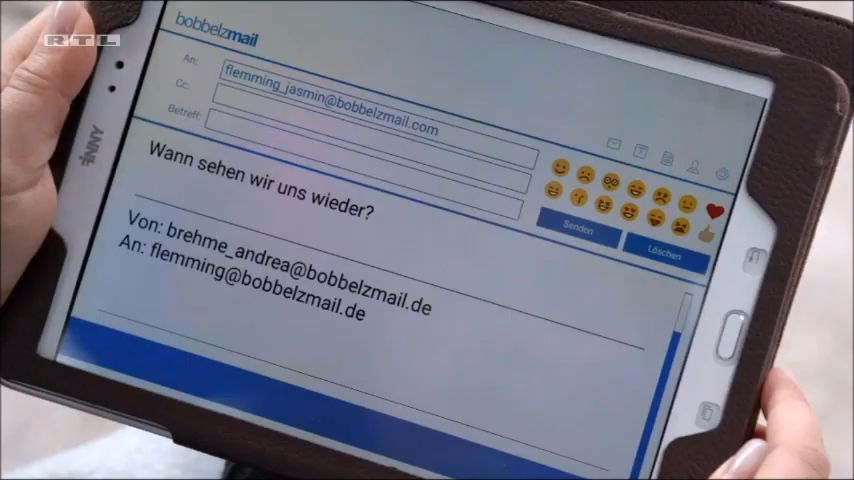 RTL
bobbelzmail
An:
flemming_jasmin@bobbelzmail.com
Cc:
Betreff:
Senden
Löschen
Wann sehen wir uns wieder?
Von: brehme_andrea@bobbelzmail.de
An: flemming@bobbelzmail.de